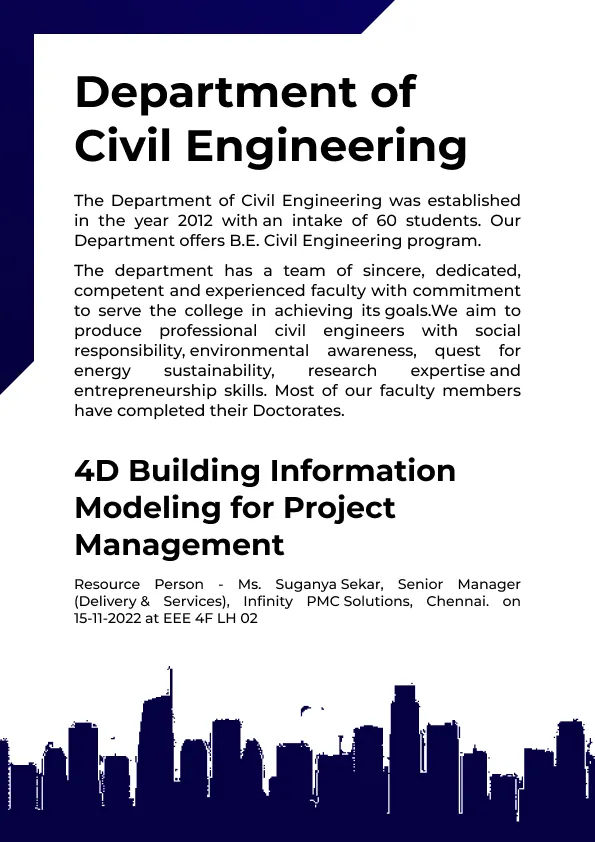 Department of
Civil Engineering
The Department of Civil Engineering was established
in the year 2012 with an intake of 60 students. Our
Department offers B.E. Civil Engineering program.
The department has a team of sincere, dedicated,
competent and experienced faculty with commitment
to serve the college in achieving its goals.We aim to
produce professional civil engineers with social
responsibility, environmental awareness, quest for
energy sustainability, research expertise and
entrepreneurship skills. Most of our faculty members
have completed their Doctorates.
4D Building Information
Modeling for Project
Management
Resource Person - Ms. Suganya Sekar, Senior Manager
(Delivery & Services), Infinity PMC Solutions, Chennai. on
15-11-2022 at EEE 4F LH 02